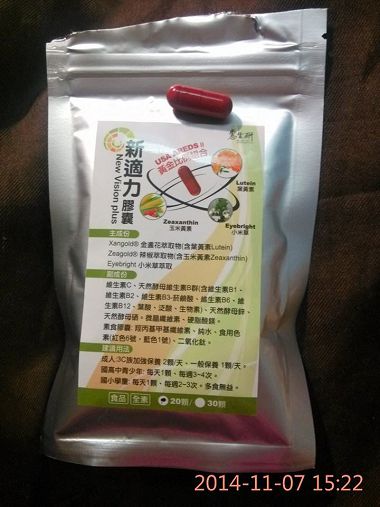 養生研
新適力膠囊
New Vision plus
USA AREDS II
黃金比例組合
Lutein
葉黃素
Zeaxanthin
玉米黃素
Eyebright
小米草
主成份
Xangold® 金盞花萃取物(含葉黃素Lutein)
Zeagold® 辣椒萃取物(含玉米黃素Zeaxanthin)
Eyebright 小米草萃取
副成份
維生素C、天然酵母維生素B群(含維生素B1、
維生素B2、維生素B3-菸鹼酸、維生素B6、維
生素B12、葉酸、泛酸、生物素)、天然酵母鋅、
天然酵母硒。微晶纖維素、硬脂酸鎂。
素食膠囊: 羥丙基甲基纖維素、純水、食用色
素(紅色6號、藍色1號)、二氧化鈦。
建議用法
成人:3C族加強保養 2顆/天、一般保養 1顆/天。
國高中青少年: 每天1顆、每週3~4次。
國小學童: 每天1顆、每週2~3次。多食無益。
食品 全素 20顆/ 30顆
2014-11-07 15:22